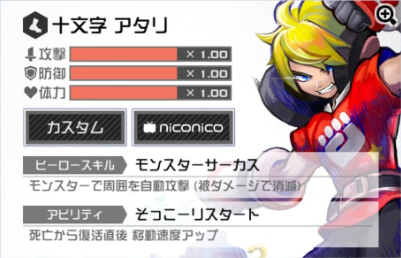 十文字 アタリ
攻撃 × 1.00
防御 × 1.00
体力 × 1.00
カスタム niconico
ヒーロースキル モンスターサーカス
モンスターで周囲を自動攻撃(被ダメージで消滅)
アビリティ そっこーリスタート
死亡から復活直後 移動速度アップ